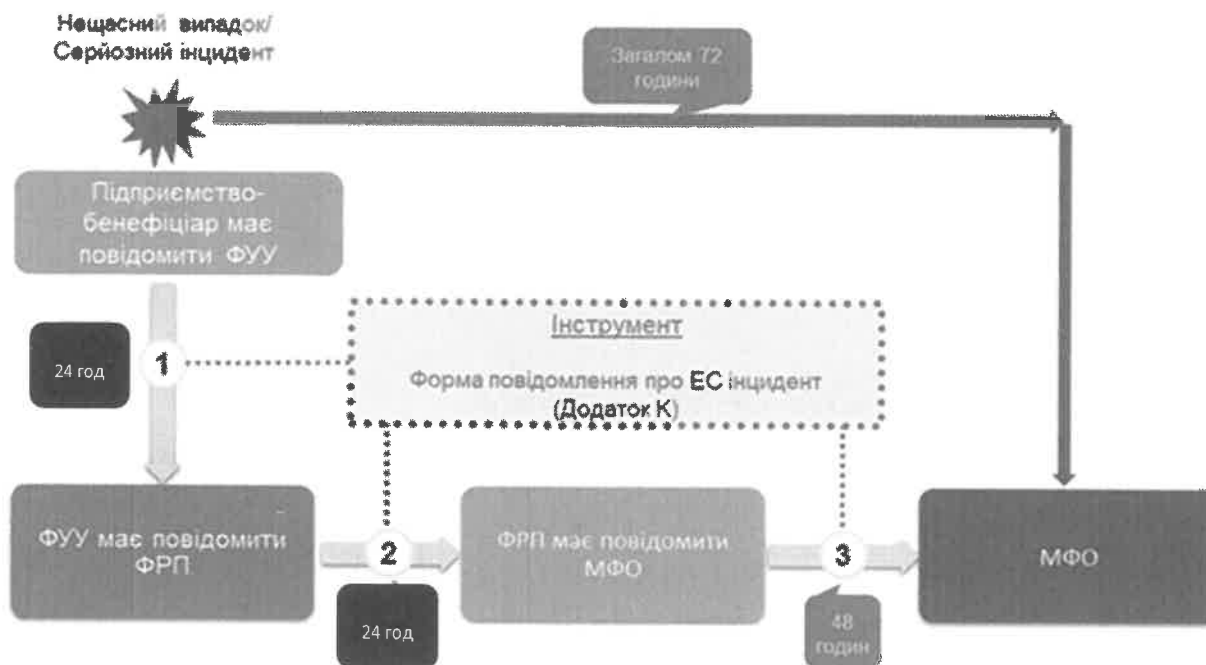 Нещасний випадок/
Серйозний інцидент
Загалом 72
години
Підприємство-
бенефіціар має
повідомити ФУУ
24 год
1
Інструмент
Форма повідомлення про ЕС інцидент
(Додаток К)
ФУУ має повідомити
ФРП
2
24 год
ФРП має повідомити
МФО
3
48
годин
МФО